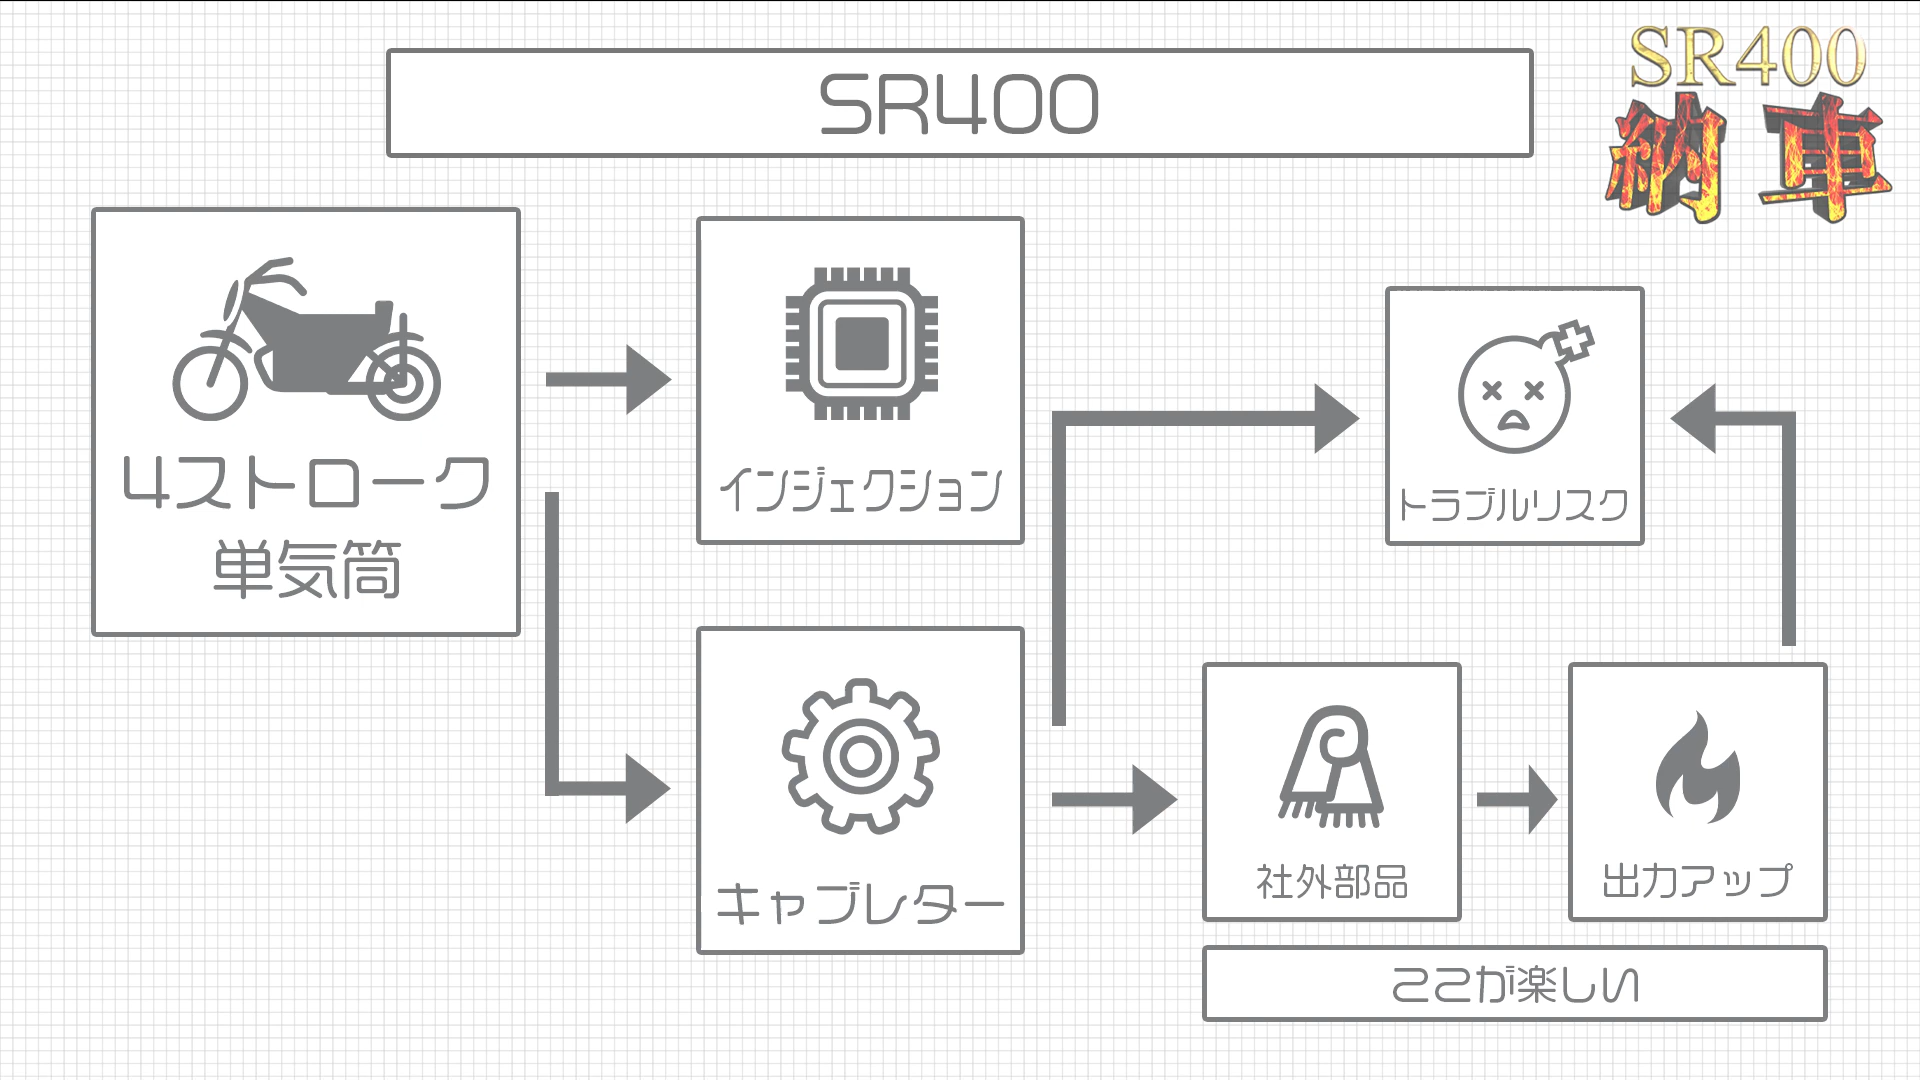 SR400
SR400
納車
4ストローク
単気筒
インジェクション
トラブルリスク
キャブレター
社外部品
出力アップ
ここが楽しい